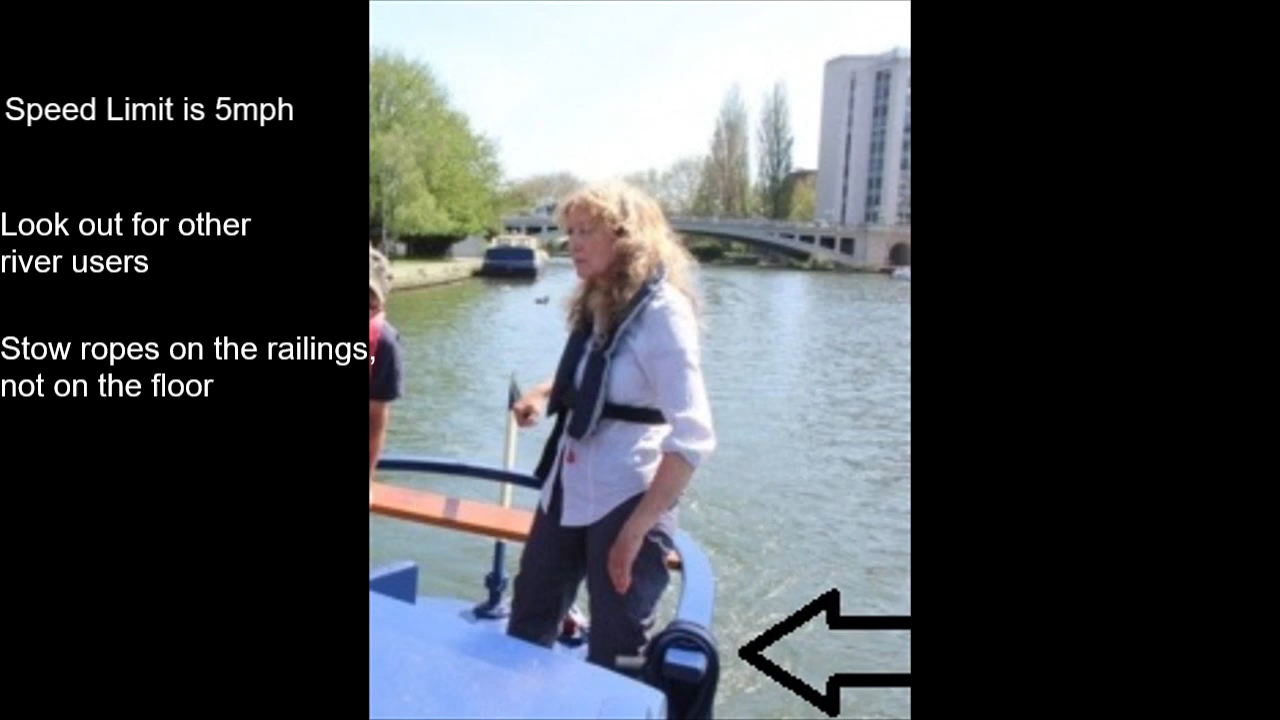 Speed Limit is 5mph
Look out for other
river users
Stow ropes on the railings,
not on the floor